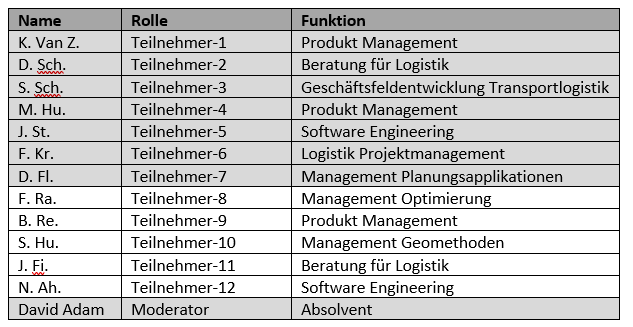 Name Rolle Funktion
K. Van Z. Teilnehmer-1 Produkt Management
D. Sch. Teilnehmer-2 Beratung für Logistik
S. Sch. Teilnehmer-3 Geschäftsfeldentwicklung Transportlogistik
M. Hu. Teilnehmer-4 Produkt Management
J. St. Teilnehmer-5 Software Engineering
F. Kr. Teilnehmer-6 Logistik Projektmanagement
D. Fl. Teilnehmer-7 Management Planungsapplikationen
F. Ra. Teilnehmer-8 Management Optimierung
B. Re. Teilnehmer-9 Produkt Management
S. Hu. Teilnehmer-10 Management Geomethoden
J. Fi. Teilnehmer-11 Beratung für Logistik
N. Ah. Teilnehmer-12 Software Engineering
David Adam Moderator Absolvent